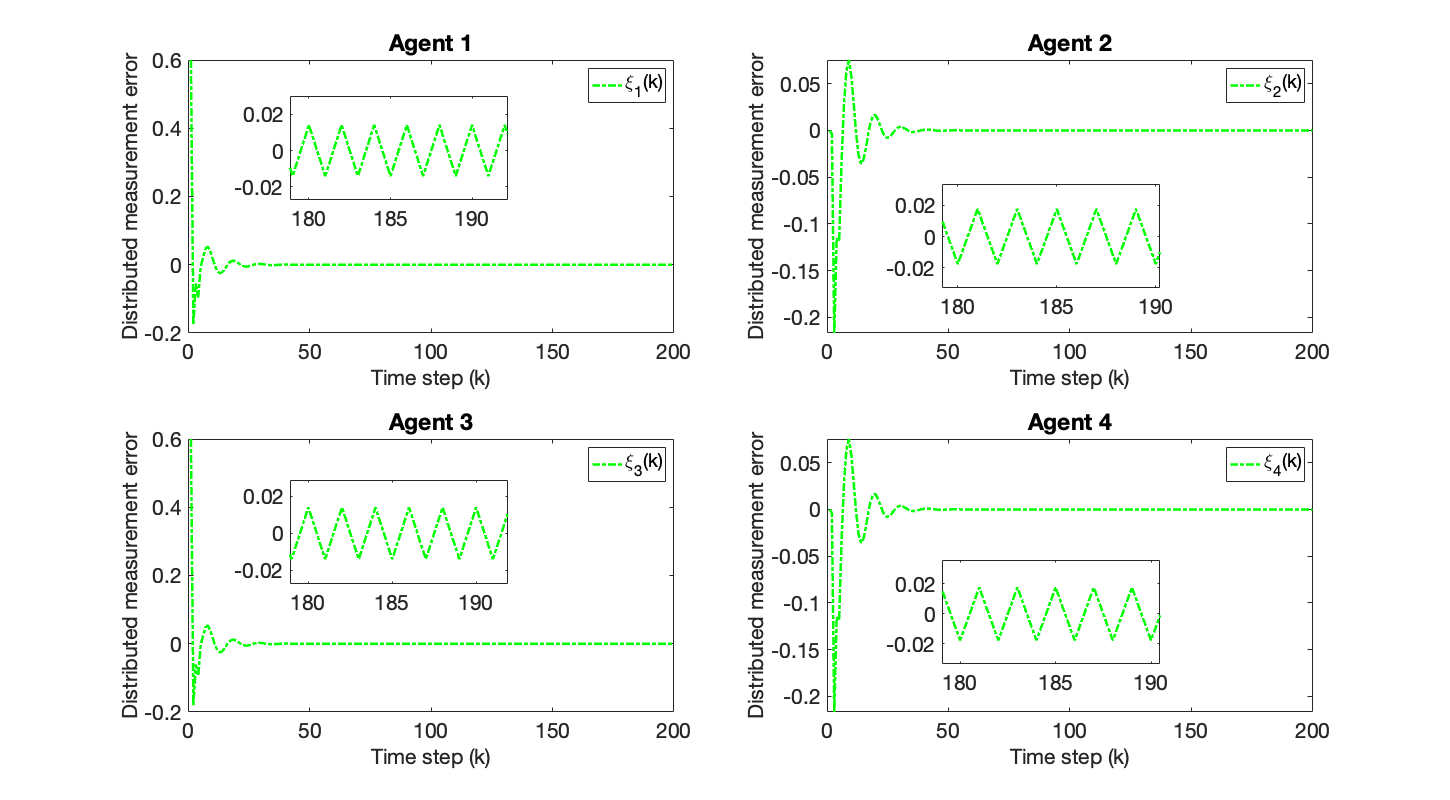 Agent 1
Distributed measurement error
0.6
0.4
0.2
0
-0.2
ξ1(k)
0.02
0
-0.02
180 185 190
0 50 100 150 200
Time step (k)
Agent 2
Distributed measurement error
0.05
0
-0.05
-0.1
-0.15
-0.2
ξ2(k)
0.02
0
-0.02
180 185 190
0 50 100 150 200
Time step (k)
Agent 3
Distributed measurement error
0.6
0.4
0.2
0
-0.2
ξ3(k)
0.02
0
-0.02
180 185 190
0 50 100 150 200
Time step (k)
Agent 4
Distributed measurement error
0.05
0
-0.05
-0.1
-0.15
-0.2
ξ4(k)
0.02
0
-0.02
180 185 190
0 50 100 150 200
Time step (k)